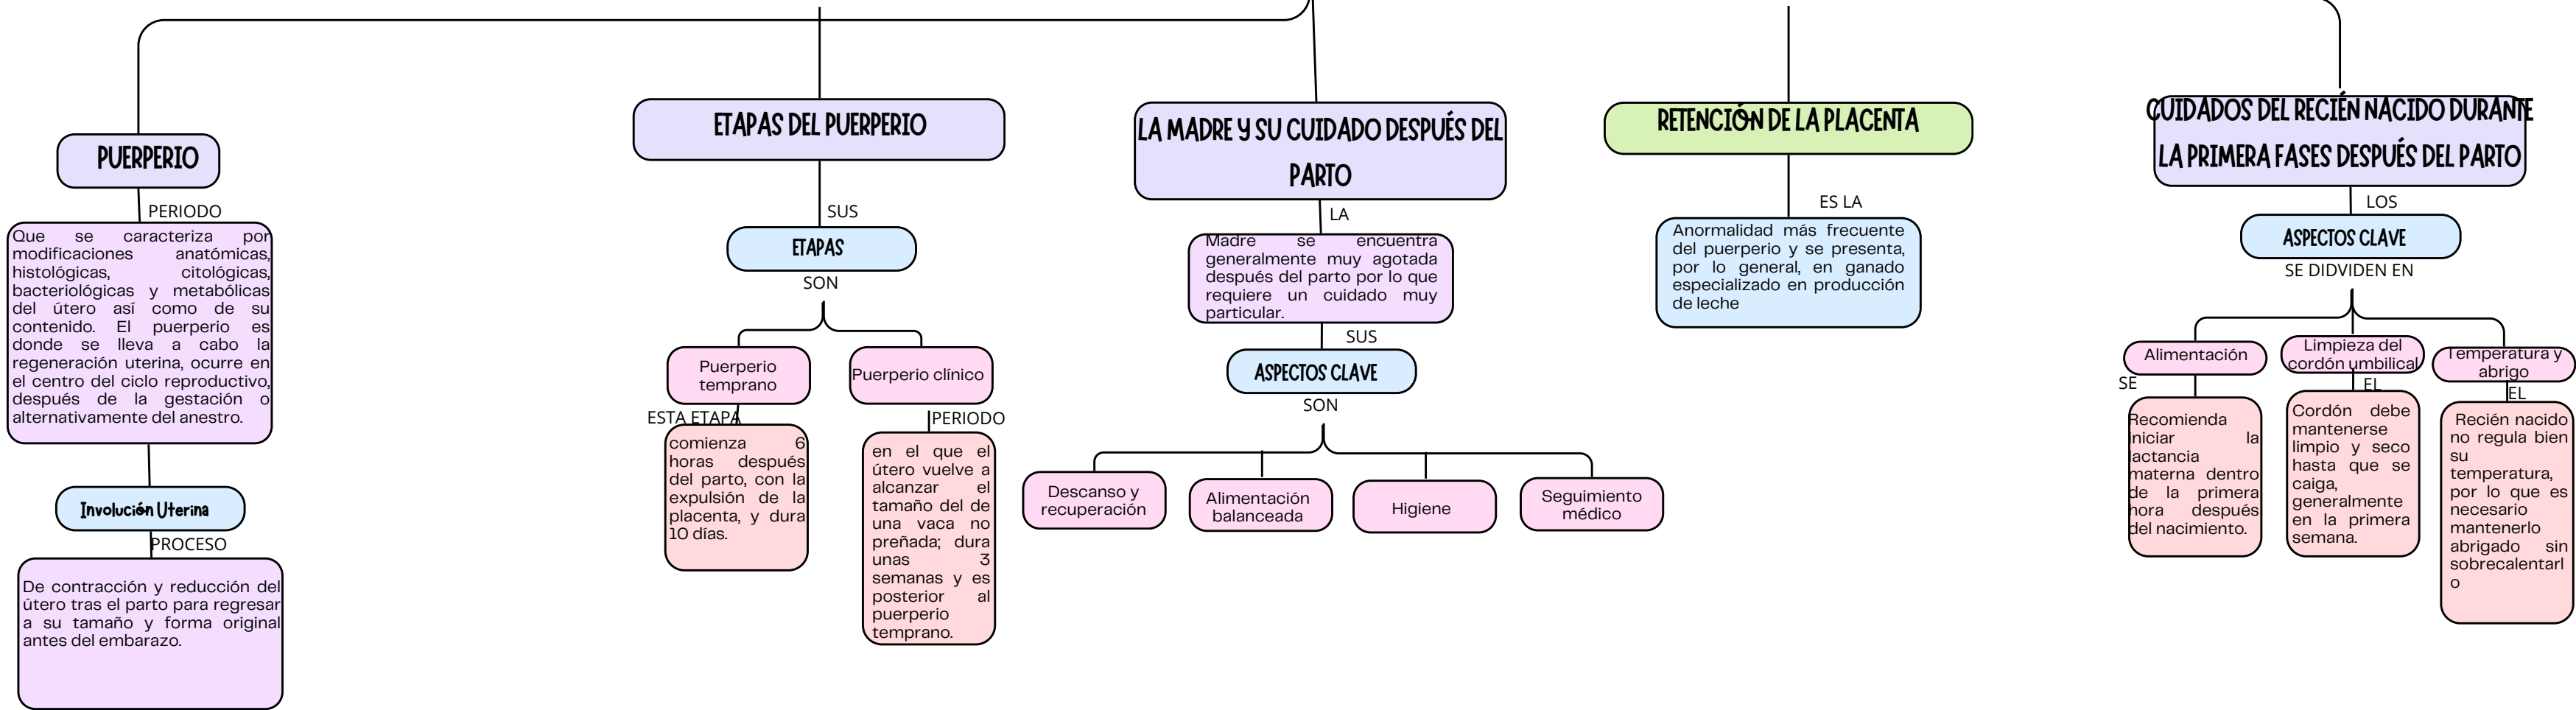 PUERPERIO
PERIODO
Que se caracteriza por
modificaciones anatómicas,
histológicas, citológicas,
bacteriológicas y metabólicas
del útero así como de su
contenido. El puerperio es
donde se lleva a cabo la
regeneración uterina, ocurre en
el centro del ciclo reproductivo,
después de la gestación o
alternativamente del anestro.
Involución Uterina
PROCESO
De contracción y reducción del
útero tras el parto para regresar
a su tamaño y forma original
antes del embarazo.
ETAPAS DEL PUERPERIO
SUS
ETAPAS
SON
Puerperio
temprano
ESTA ETAPA
comienza 6
horas después
del parto, con la
expulsión de la
placenta, y dura
10 días.
Puerperio clínico
PERIODO
en el que el
útero vuelve a
alcanzar el
tamaño del de
una vaca no
preñada; dura
unas 3
semanas y es
posterior al
puerperio
temprano.
LA MADRE Y SU CUIDADO DESPUÉS DEL
PARTO
LA
Madre se encuentra
generalmente muy agotada
después del parto por lo que
requiere un cuidado muy
particular.
SUS
ASPECTOS CLAVE
SON
Descanso y
recuperación
Alimentación
balanceada
Higiene
Seguimiento
médico
RETENCIÓN DE LA PLACENTA
ES LA
Anormalidad más frecuente
del puerperio y se presenta,
por lo general, en ganado
especializado en producción
de leche
CUIDADOS DEL RECIÉN NACIDO DURANTE
LA PRIMERA FASES DESPUÉS DEL PARTO
LOS
ASPECTOS CLAVE
SE DIDVIDEN EN
Alimentación
SE
Recomienda
iniciar la
lactancia
materna dentro
de la primera
hora después
del nacimiento.
Limpieza del
cordón umbilical
EL
Cordón debe
mantenerse
limpio y seco
hasta que se
caiga,
generalmente
en la primera
semana.
Temperatura y
abrigo
EL
Recién nacido
no regula bien
su
temperatura,
por lo que es
necesario
mantenerlo
abrigado sin
sobrecalentarl
o